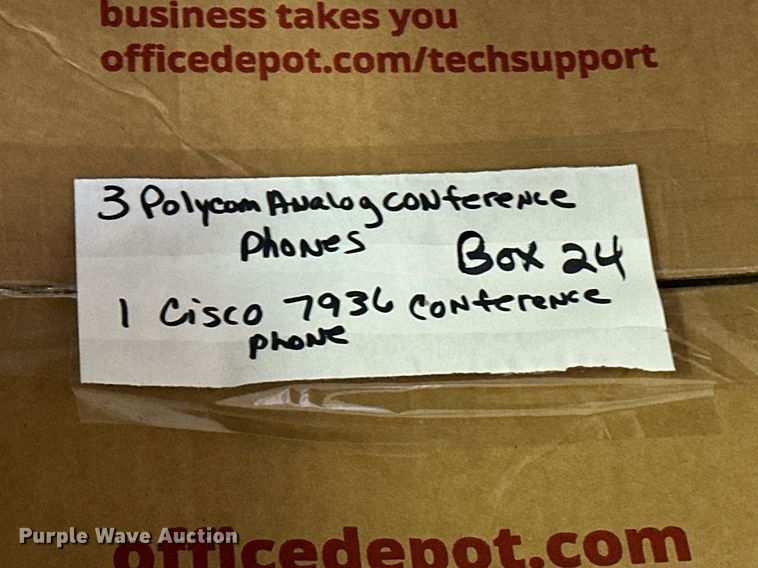 business takes you
officedepot.com/techsupport
3 Polycom Analog conference
Phones
Box 24
1 Cisco 7936 conference
phone
Purple Wave Auction
officedepot.com